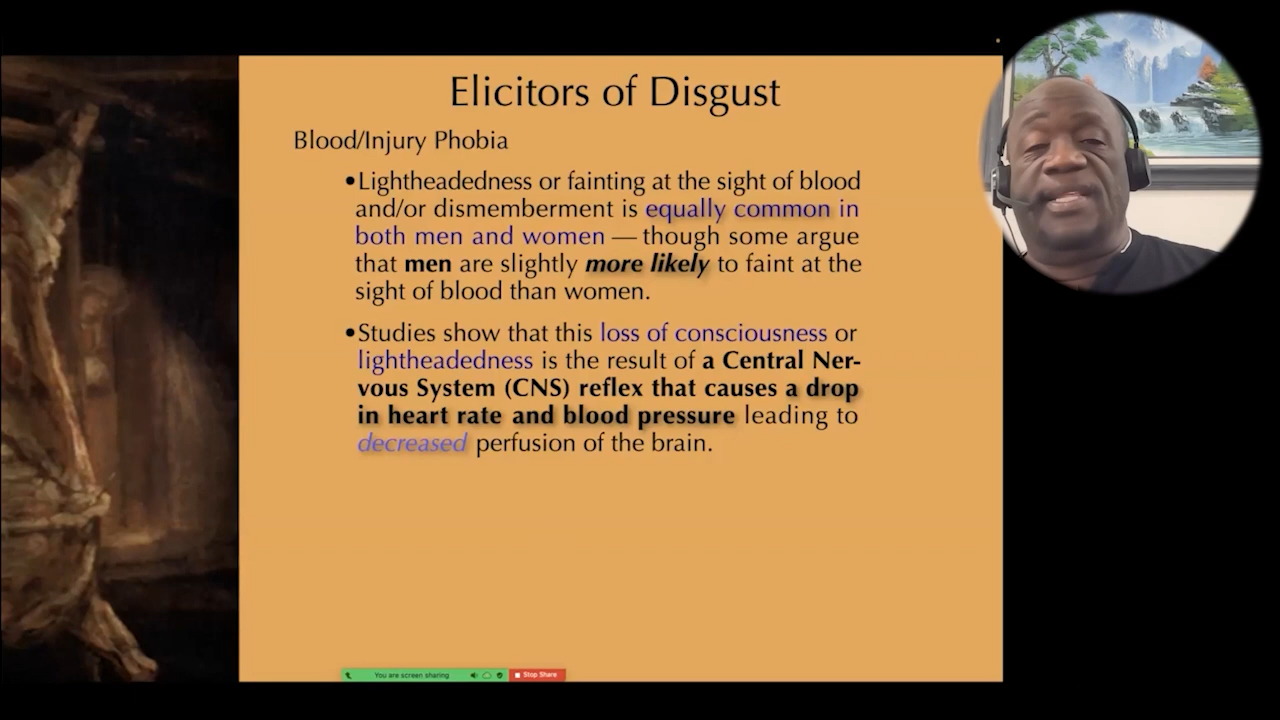 Elicitors of Disgust
Blood/Injury Phobia
•Lightheadedness or fainting at the sight of blood
and/or dismemberment is equally common in
both men and women — though some argue
that men are slightly more likely to faint at the
sight of blood than women.
•Studies show that this loss of consciousness or
lightheadedness is the result of a Central Ner-
vous System (CNS) reflex that causes a drop
in heart rate and blood pressure leading to
decreased perfusion of the brain.
You are screen sharing
Stop Share